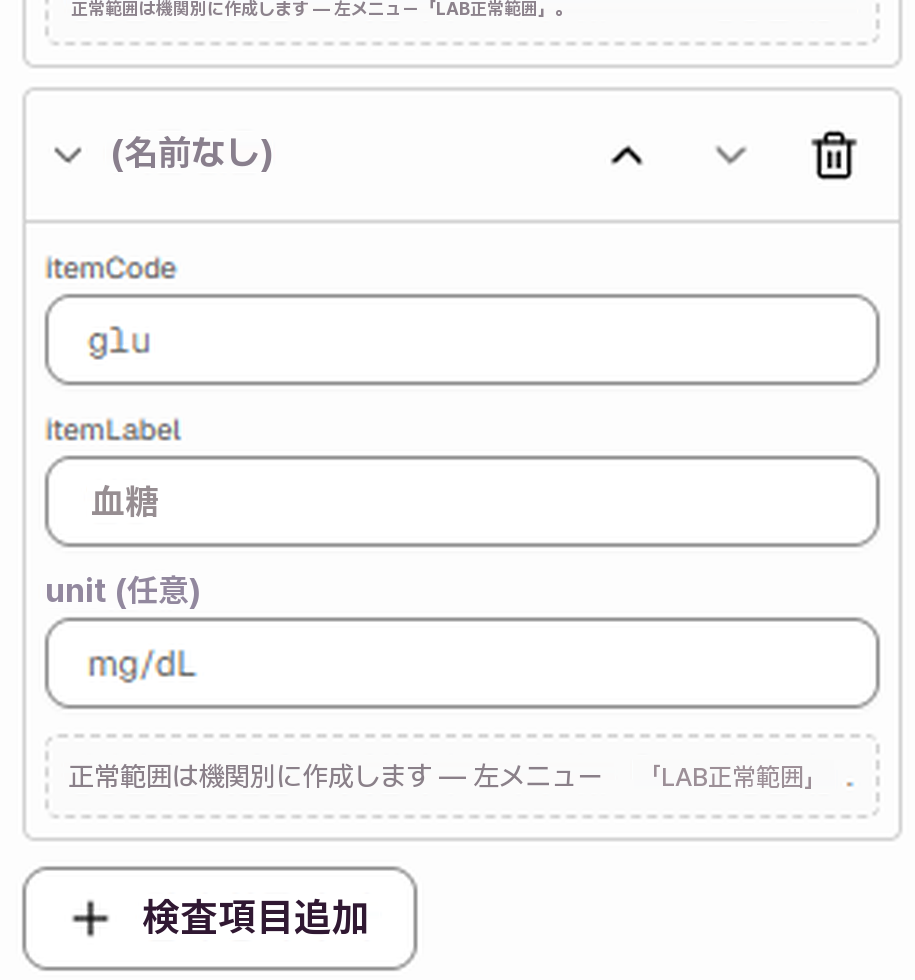 正常範囲は機関別に作成します — 左メニュー「LAB正常範囲」。
(名前なし)
itemCode
glu
itemLabel
血糖
unit (任意)
mg/dL
正常範囲は機関別に作成します — 左メニュー 「LAB正常範囲」 .
検査項目追加